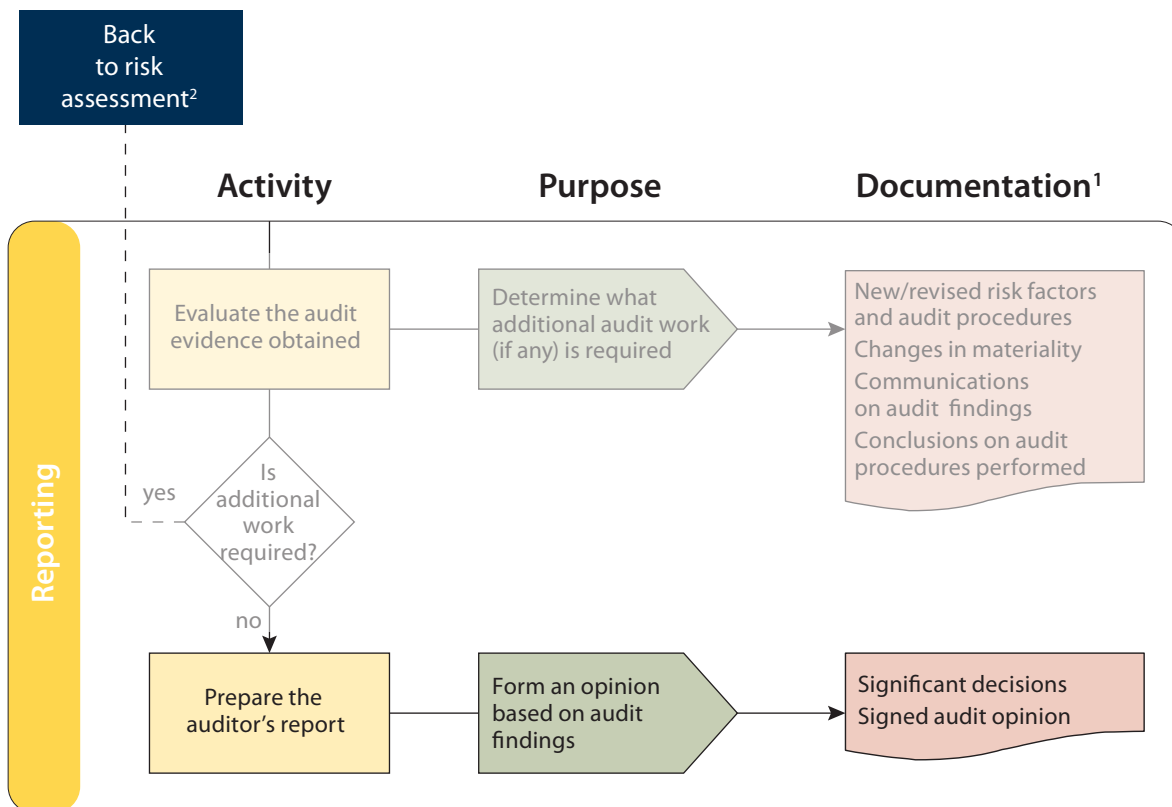 Back
to risk
assessment²
Activity
Purpose
Documentation¹
Reporting
Evaluate the audit
evidence obtained
Determine what
additional audit work
(if any) is required
New/revised risk factors
and audit procedures
Changes in materiality
Communications
on audit findings
Conclusions on audit
procedures performed
yes
Is
additional
work
required?
no
Prepare the
auditor’s report
Form an opinion
based on audit
findings
Significant decisions
Signed audit opinion